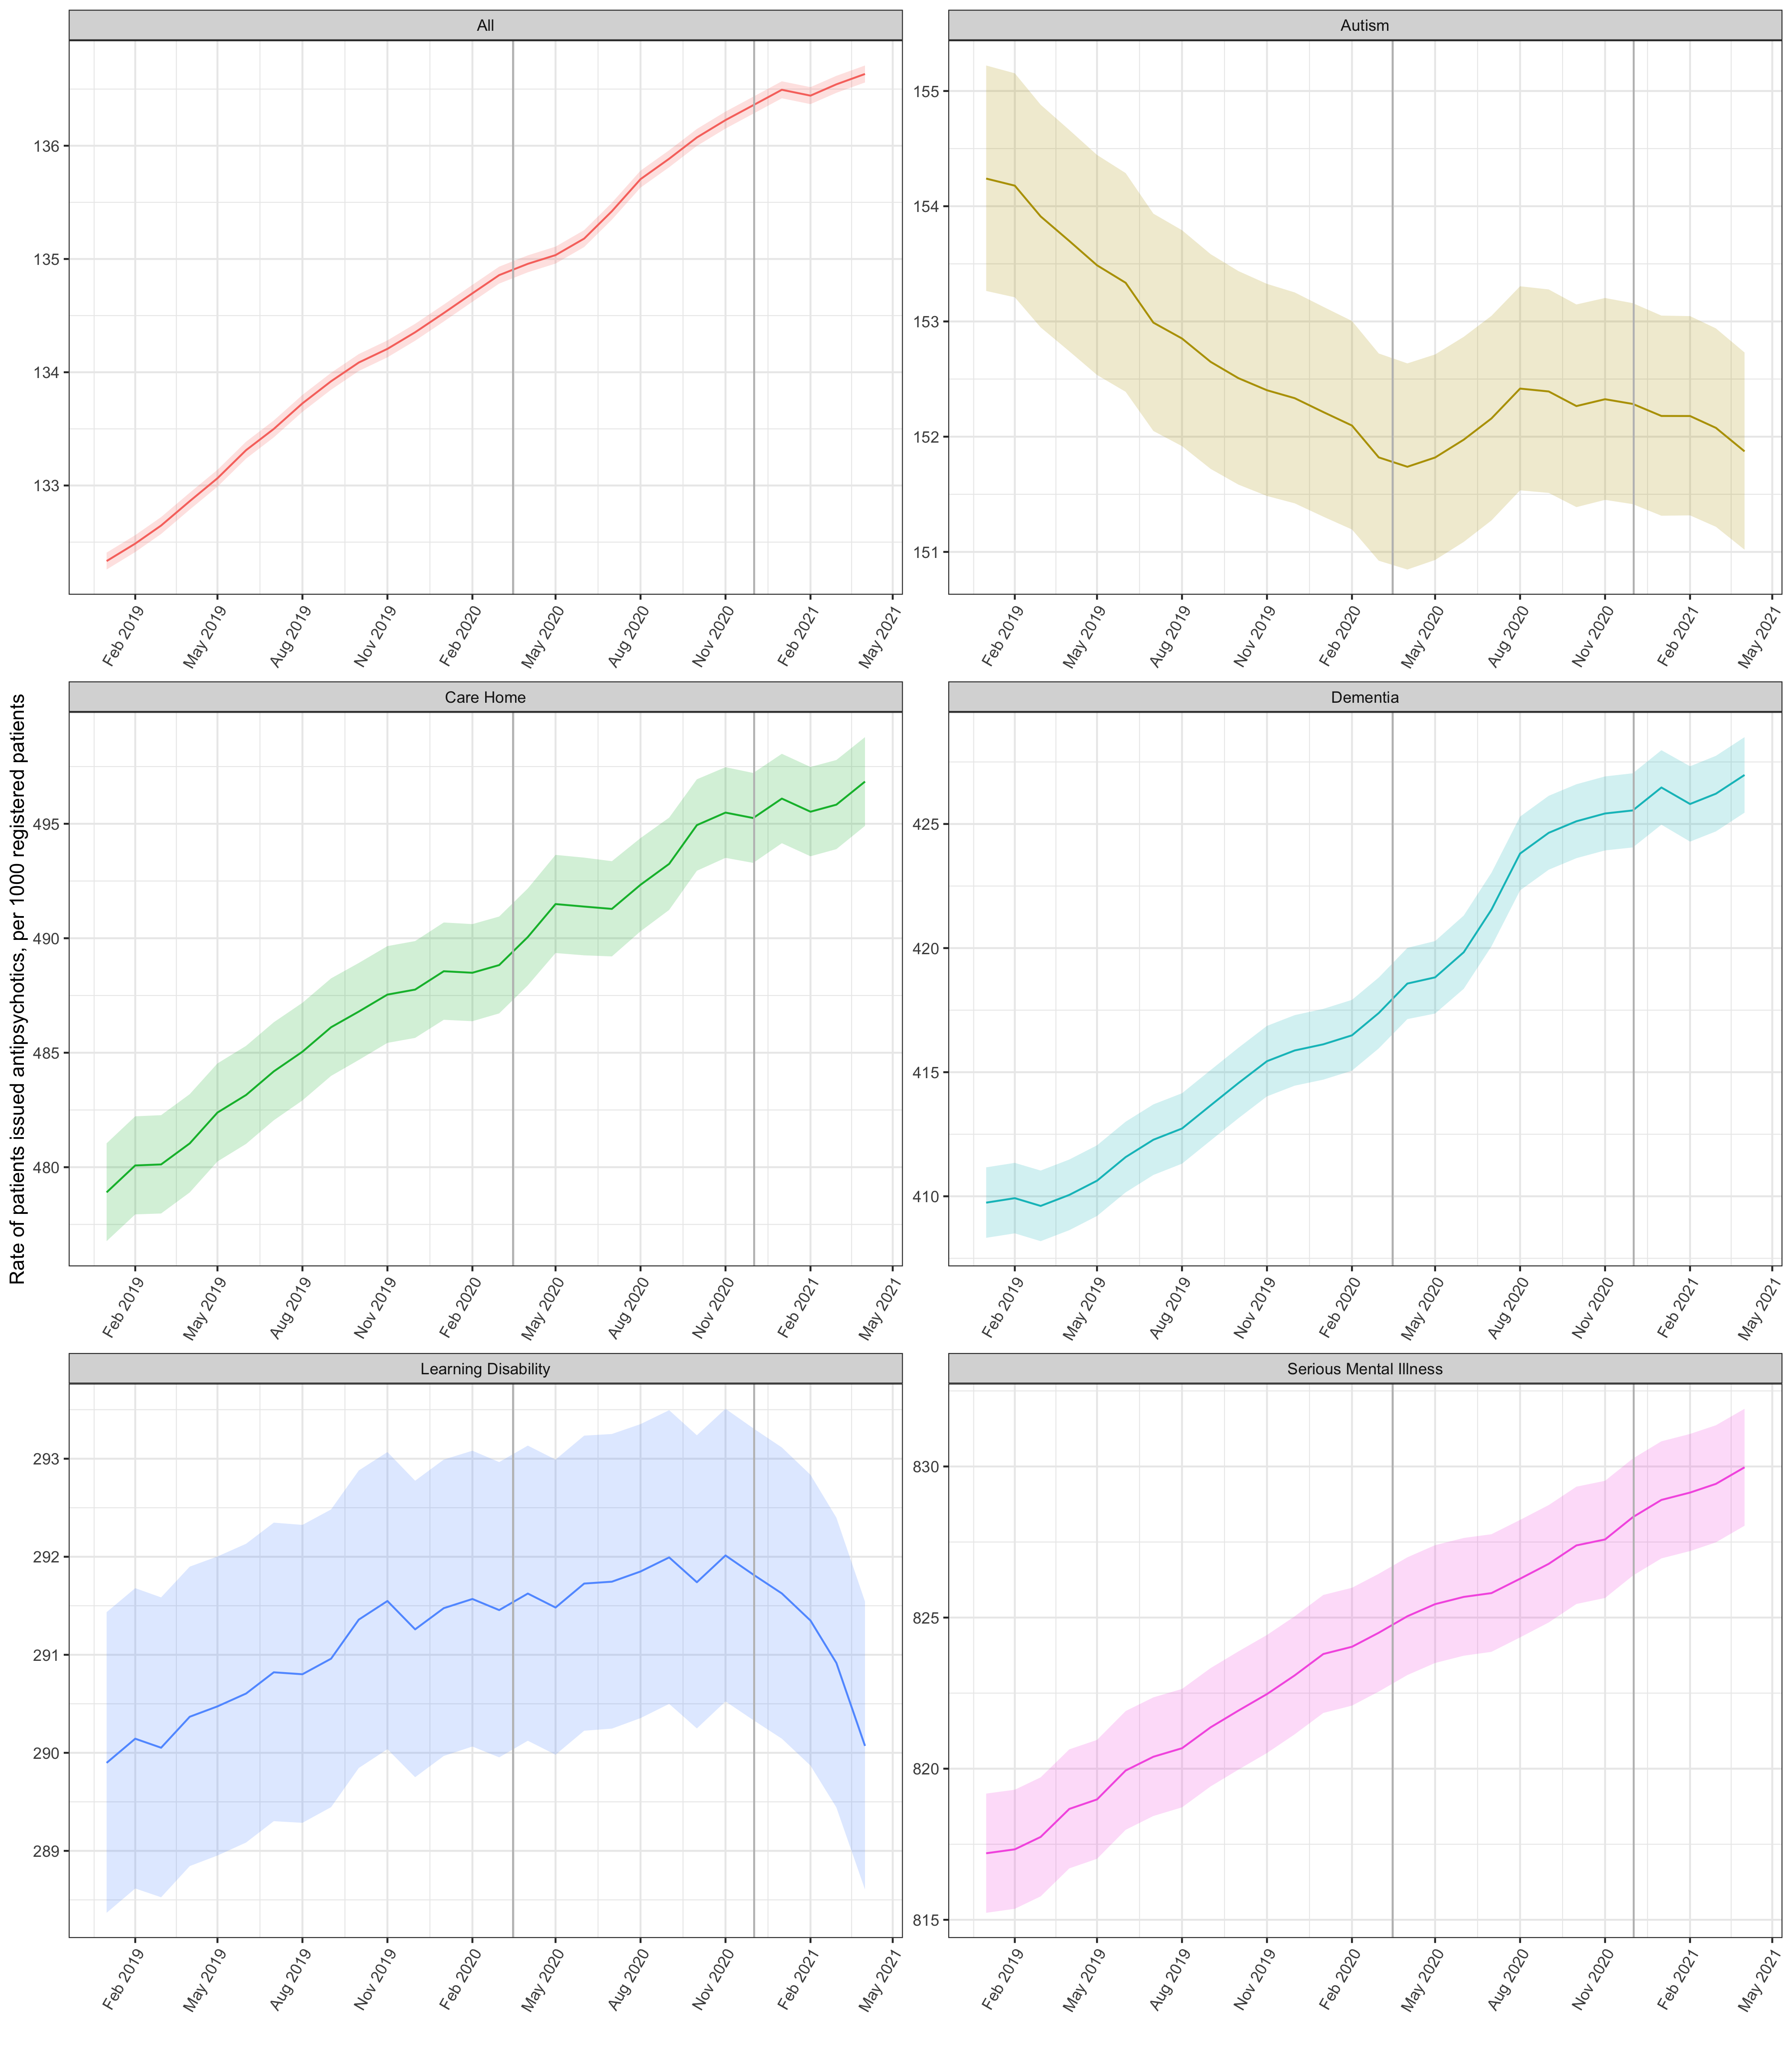 Rate of patients issued antipsychotics, per 1000 registered patients
All
136
135
134
133
Feb 2019
May 2019
Aug 2019
Nov 2019
Feb 2020
May 2020
Aug 2020
Nov 2020
Feb 2021
May 2021
Autism
155
154
153
152
151
Feb 2019
May 2019
Aug 2019
Nov 2019
Feb 2020
May 2020
Aug 2020
Nov 2020
Feb 2021
May 2021
Care Home
495
490
485
480
Feb 2019
May 2019
Aug 2019
Nov 2019
Feb 2020
May 2020
Aug 2020
Nov 2020
Feb 2021
May 2021
Dementia
425
420
415
410
Feb 2019
May 2019
Aug 2019
Nov 2019
Feb 2020
May 2020
Aug 2020
Nov 2020
Feb 2021
May 2021
Learning Disability
293
292
291
290
289
Feb 2019
May 2019
Aug 2019
Nov 2019
Feb 2020
May 2020
Aug 2020
Nov 2020
Feb 2021
May 2021
Serious Mental Illness
830
825
820
815
Feb 2019
May 2019
Aug 2019
Nov 2019
Feb 2020
May 2020
Aug 2020
Nov 2020
Feb 2021
May 2021